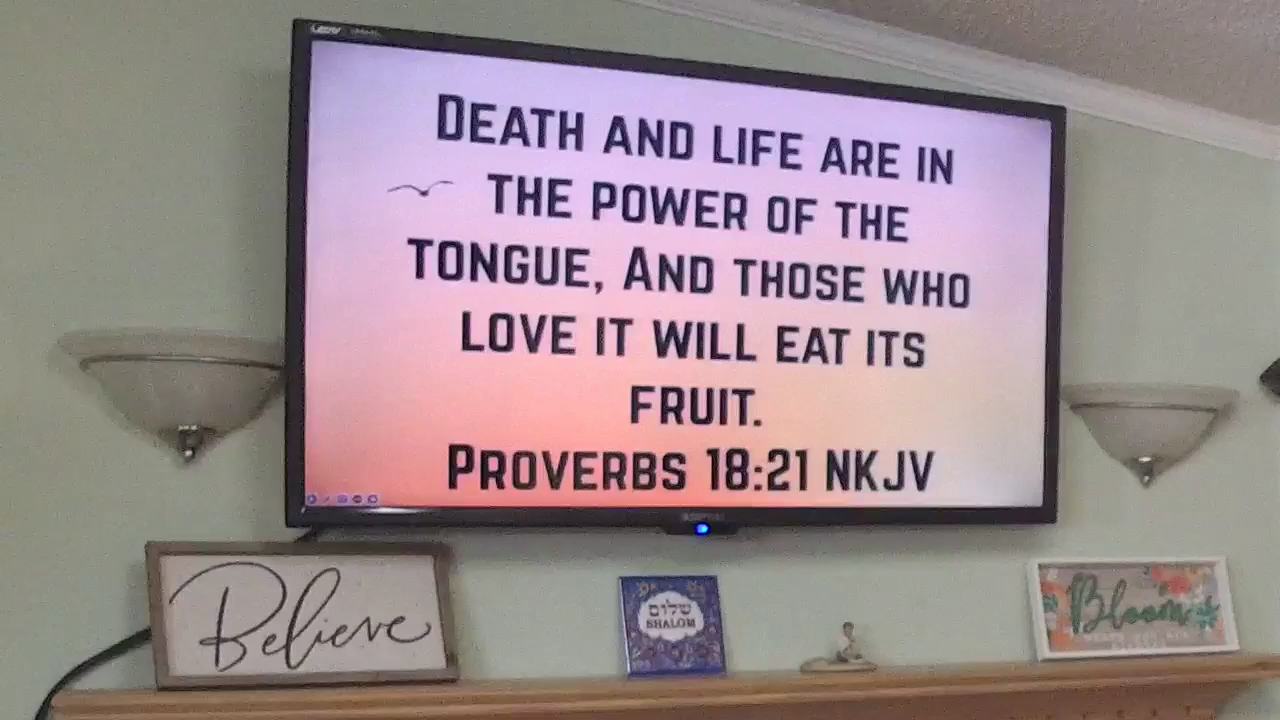 DEATH AND LIFE ARE IN
THE POWER OF THE
TONGUE, AND THOSE WHO
LOVE IT WILL EAT ITS
FRUIT.
PROVERBS 18:21 NKJV
Believe
שלום
SHALOM
Bloom